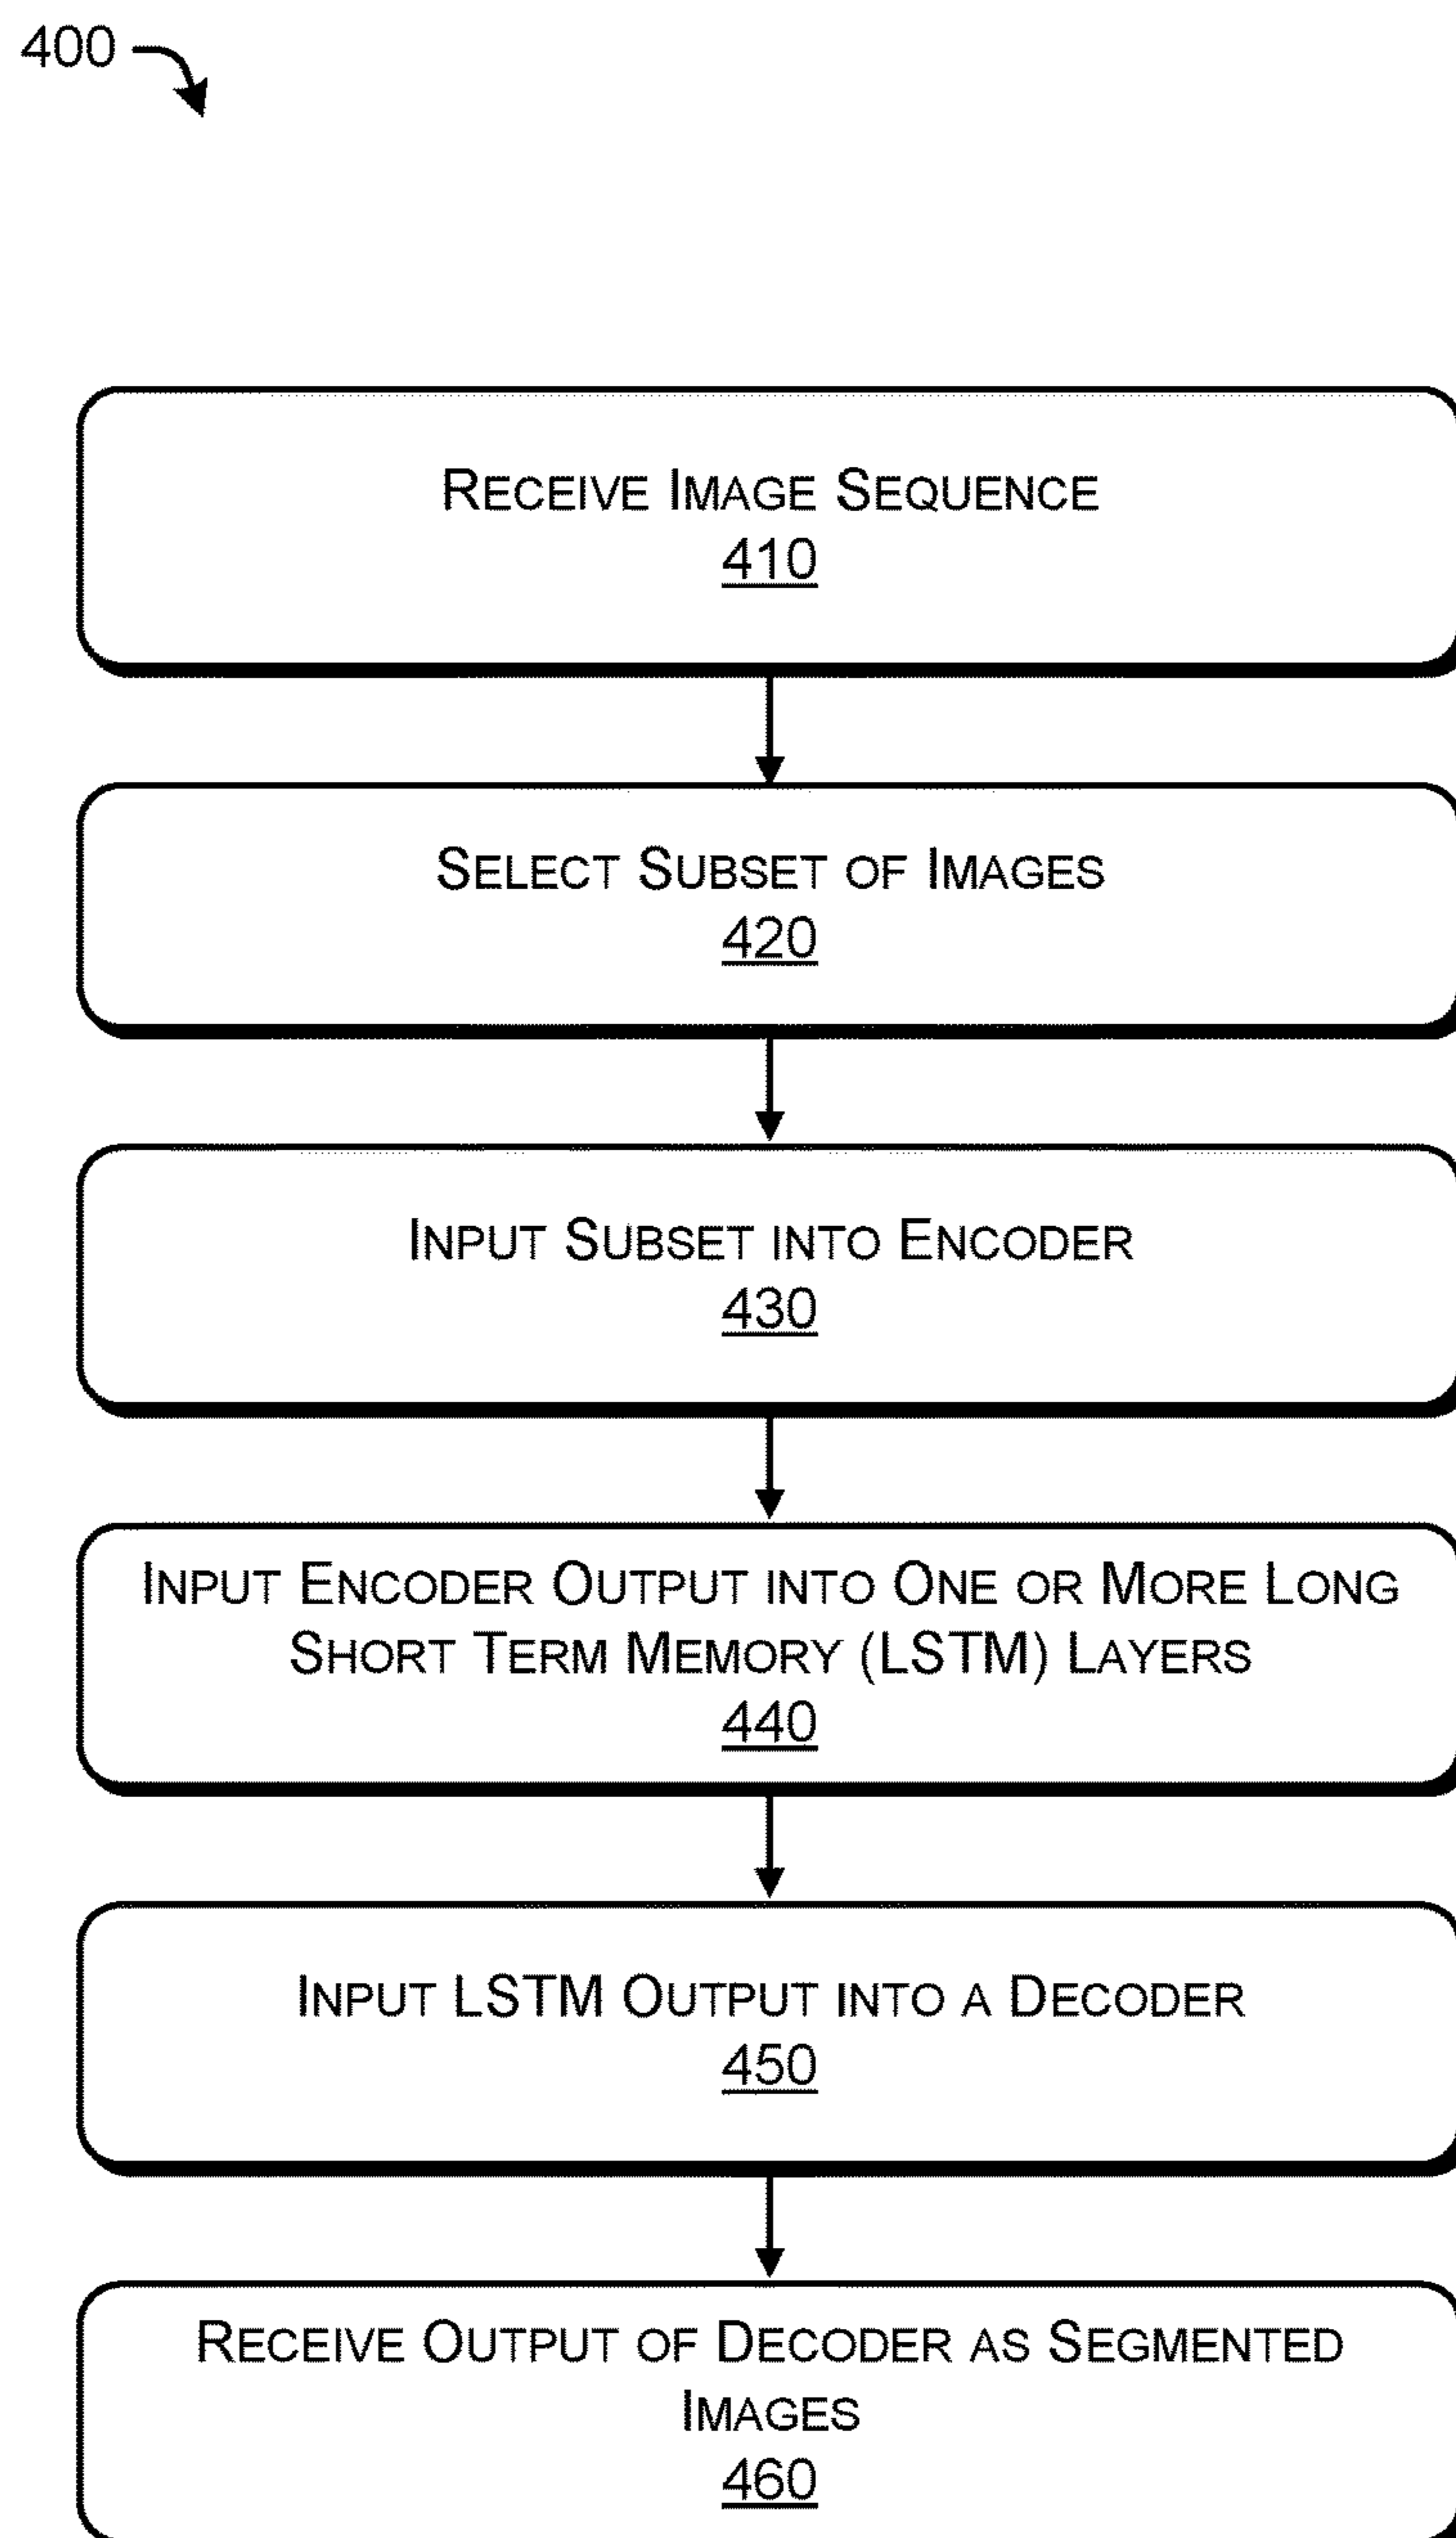 400
RECEIVE IMAGE SEQUENCE
410
SELECT SUBSET OF IMAGES
420
INPUT SUBSET INTO ENCODER
430
INPUT ENCODER OUTPUT INTO ONE OR MORE LONG
SHORT TERM MEMORY (LSTM) LAYERS
440
INPUT LSTM OUTPUT INTO A DECODER
450
RECEIVE OUTPUT OF DECODER AS SEGMENTED
IMAGES
460